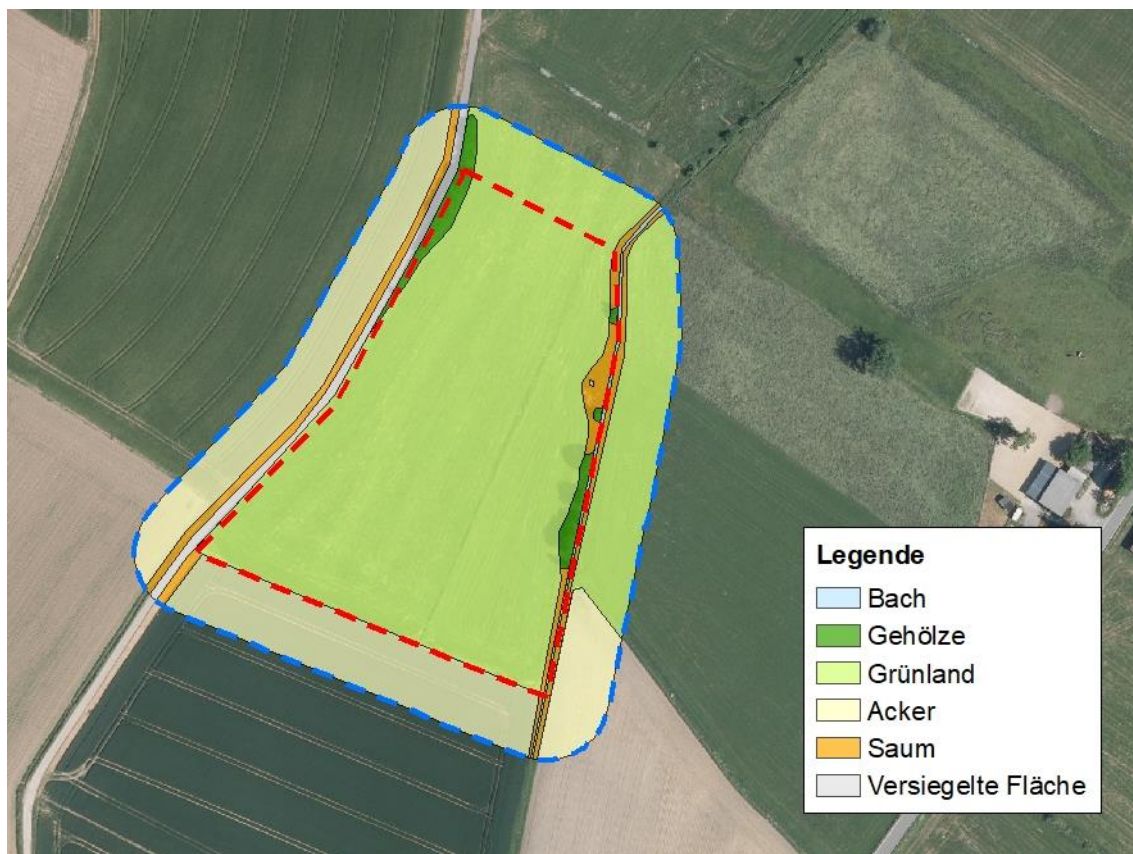 Legende
Bach
Gehölze
Grünland
Acker
Saum
Versiegelte Fläche